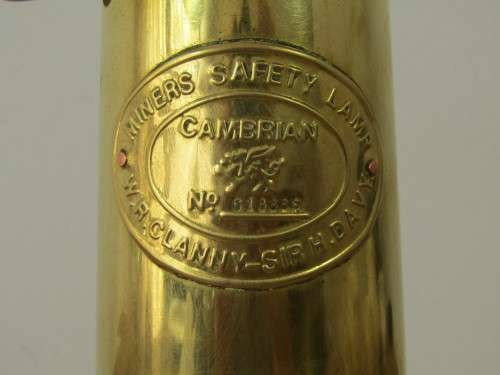 MINERS SAFETY LAMP
CAMBRIAN
No
W.R.CLANNY-SIR H.DAVY